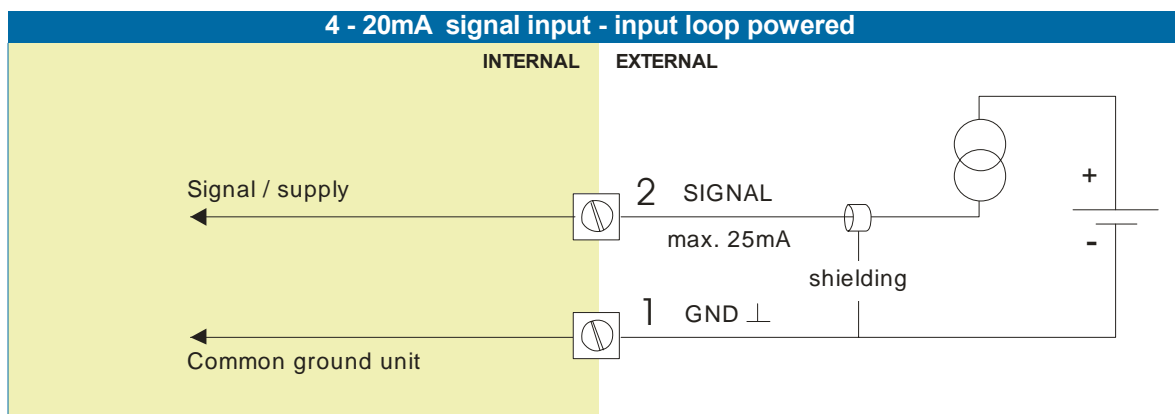 4 - 20mA signal input - input loop powered
INTERNAL EXTERNAL
Signal / supply
2 SIGNAL
max. 25mA
+
-
shielding
1 GND ⊥
Common ground unit